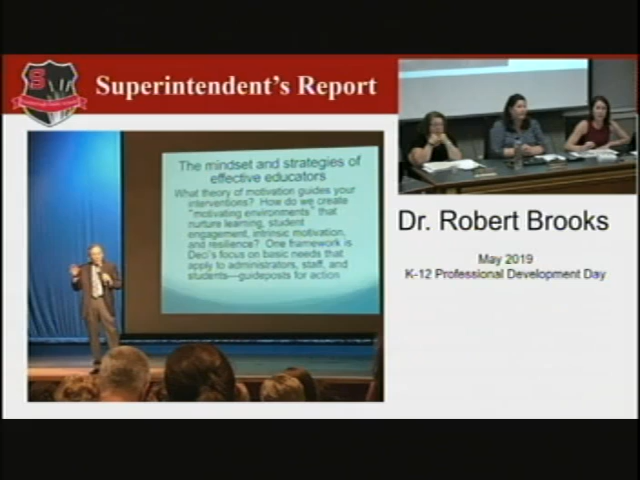 Superintendent's Report
S
The mindset and strategies of
effective educators
What theory of motivation guides your
interventions? How do we create
"motivating environments" that
nurture learning, student
engagement, intrinsic motivation,
and resilience? One framework is
Deci's focus on basic needs that
apply to administrators, staff, and
students—guideposts for action
Dr. Robert Brooks
May 2019
K-12 Professional Development Day